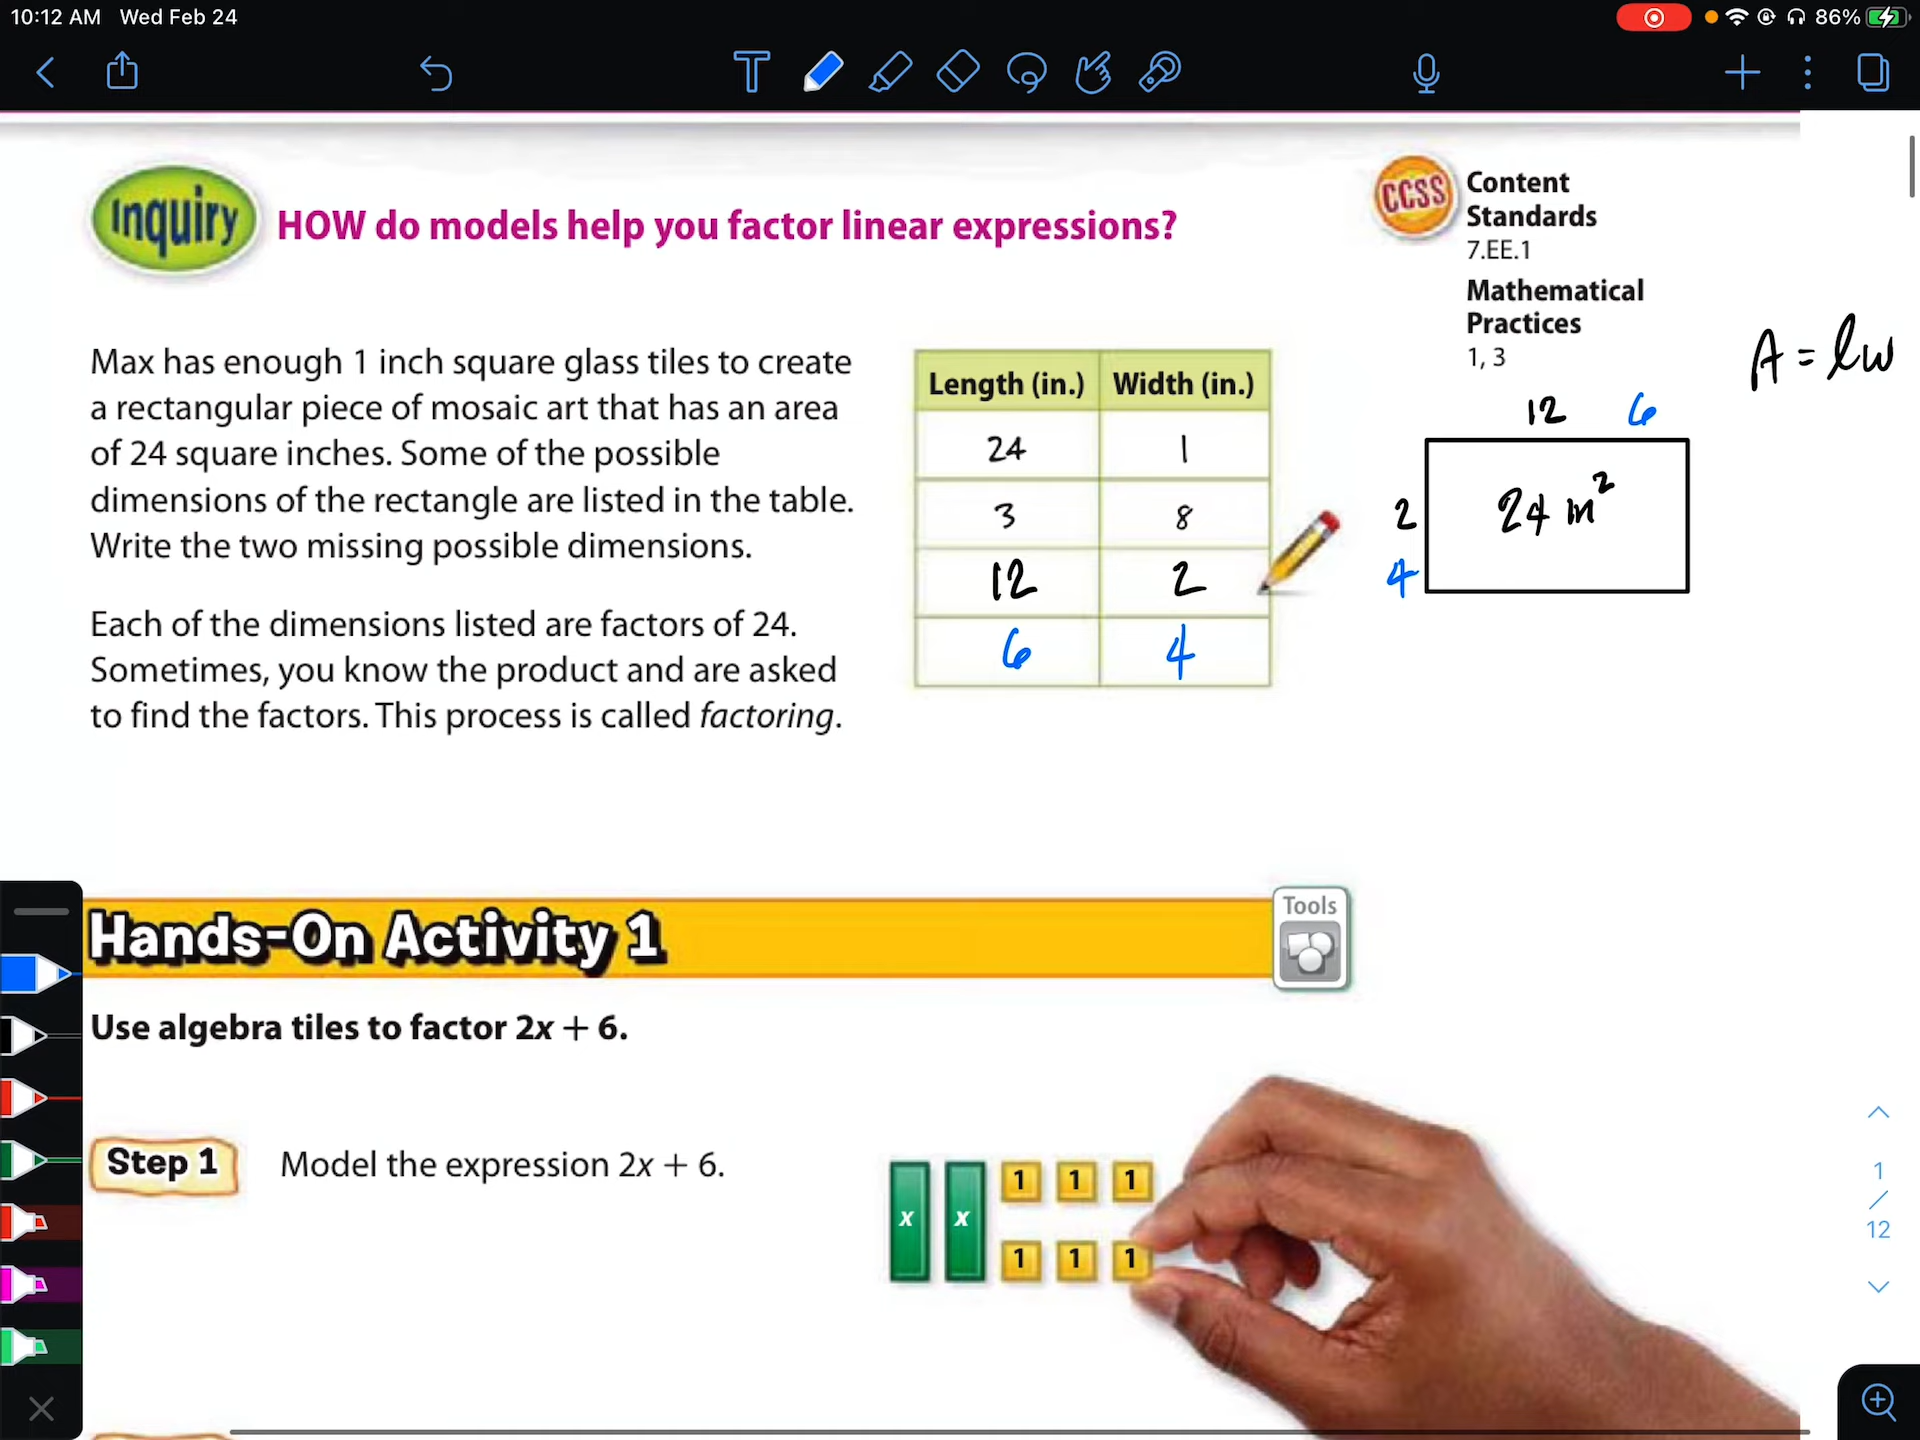 10:12 AM Wed Feb 24
86%
T
Inquiry
HOW do models help you factor linear expressions?
CCSS
Content
Standards
7.EE.1
Mathematical
Practices
1, 3
A = lw
Max has enough 1 inch square glass tiles to create
a rectangular piece of mosaic art that has an area
of 24 square inches. Some of the possible
dimensions of the rectangle are listed in the table.
Write the two missing possible dimensions.
Each of the dimensions listed are factors of 24.
Sometimes, you know the product and are asked
to find the factors. This process is called factoring.
Length (in.) Width (in.)
24 1
3 8
12 2
6 4
12 6
2
4
24 in²
Hands-On Activity 1
Tools
Use algebra tiles to factor 2x + 6.
Step 1 Model the expression 2x + 6.
x x 1 1 1
1 1 1
1
/
12